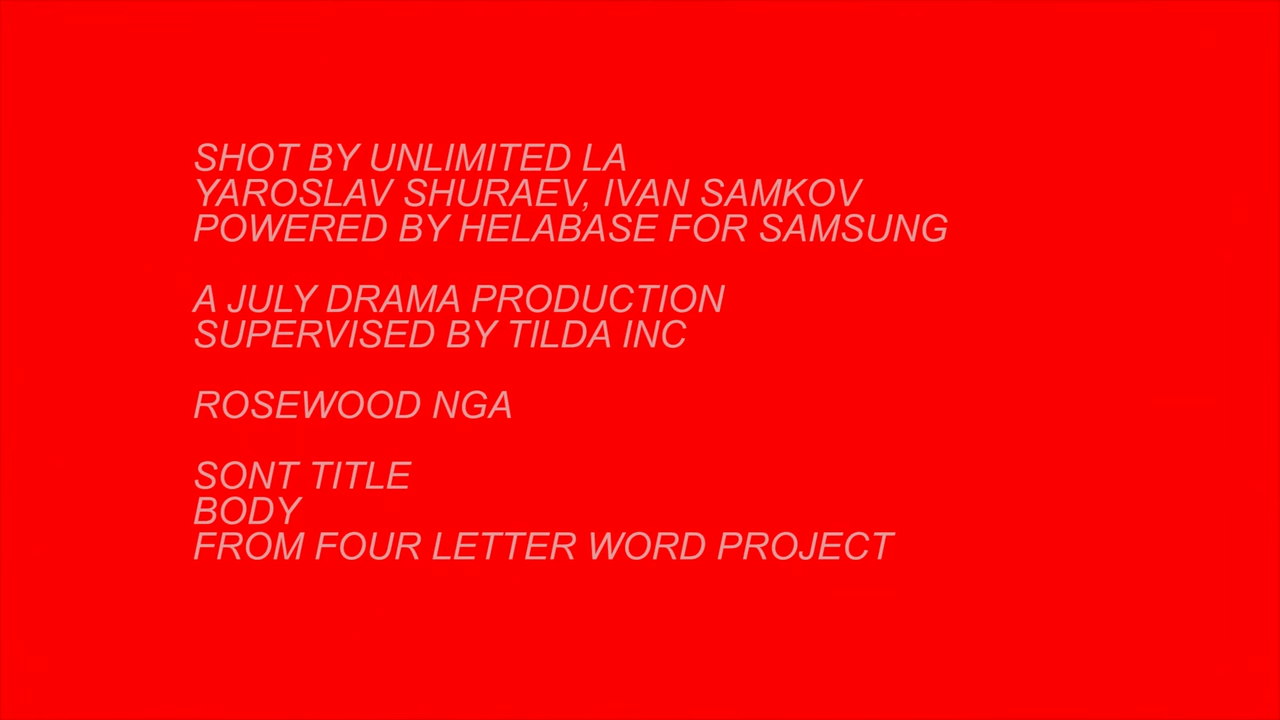 SHOT BY UNLIMITED LA
YAROSLAV SHURAEV, IVAN SAMKOV
POWERED BY HELABASE FOR SAMSUNG
A JULY DRAMA PRODUCTION
SUPERVISED BY TILDA INC
ROSEWOOD NGA
SONT TITLE
BODY
FROM FOUR LETTER WORD PROJECT